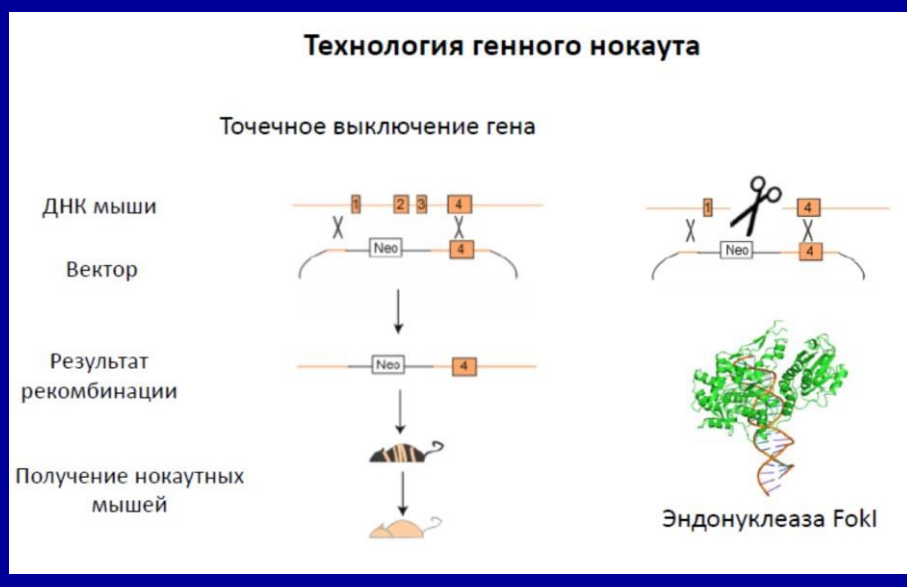 Технология генного нокаута
Точечное выключение гена
ДНК мыши
1 2 3 4
1 4
Вектор
Neo 4
Neo 4
Результат
рекомбинации
Neo 4
Получение нокаутных
мышей
Эндонуклеаза FokI